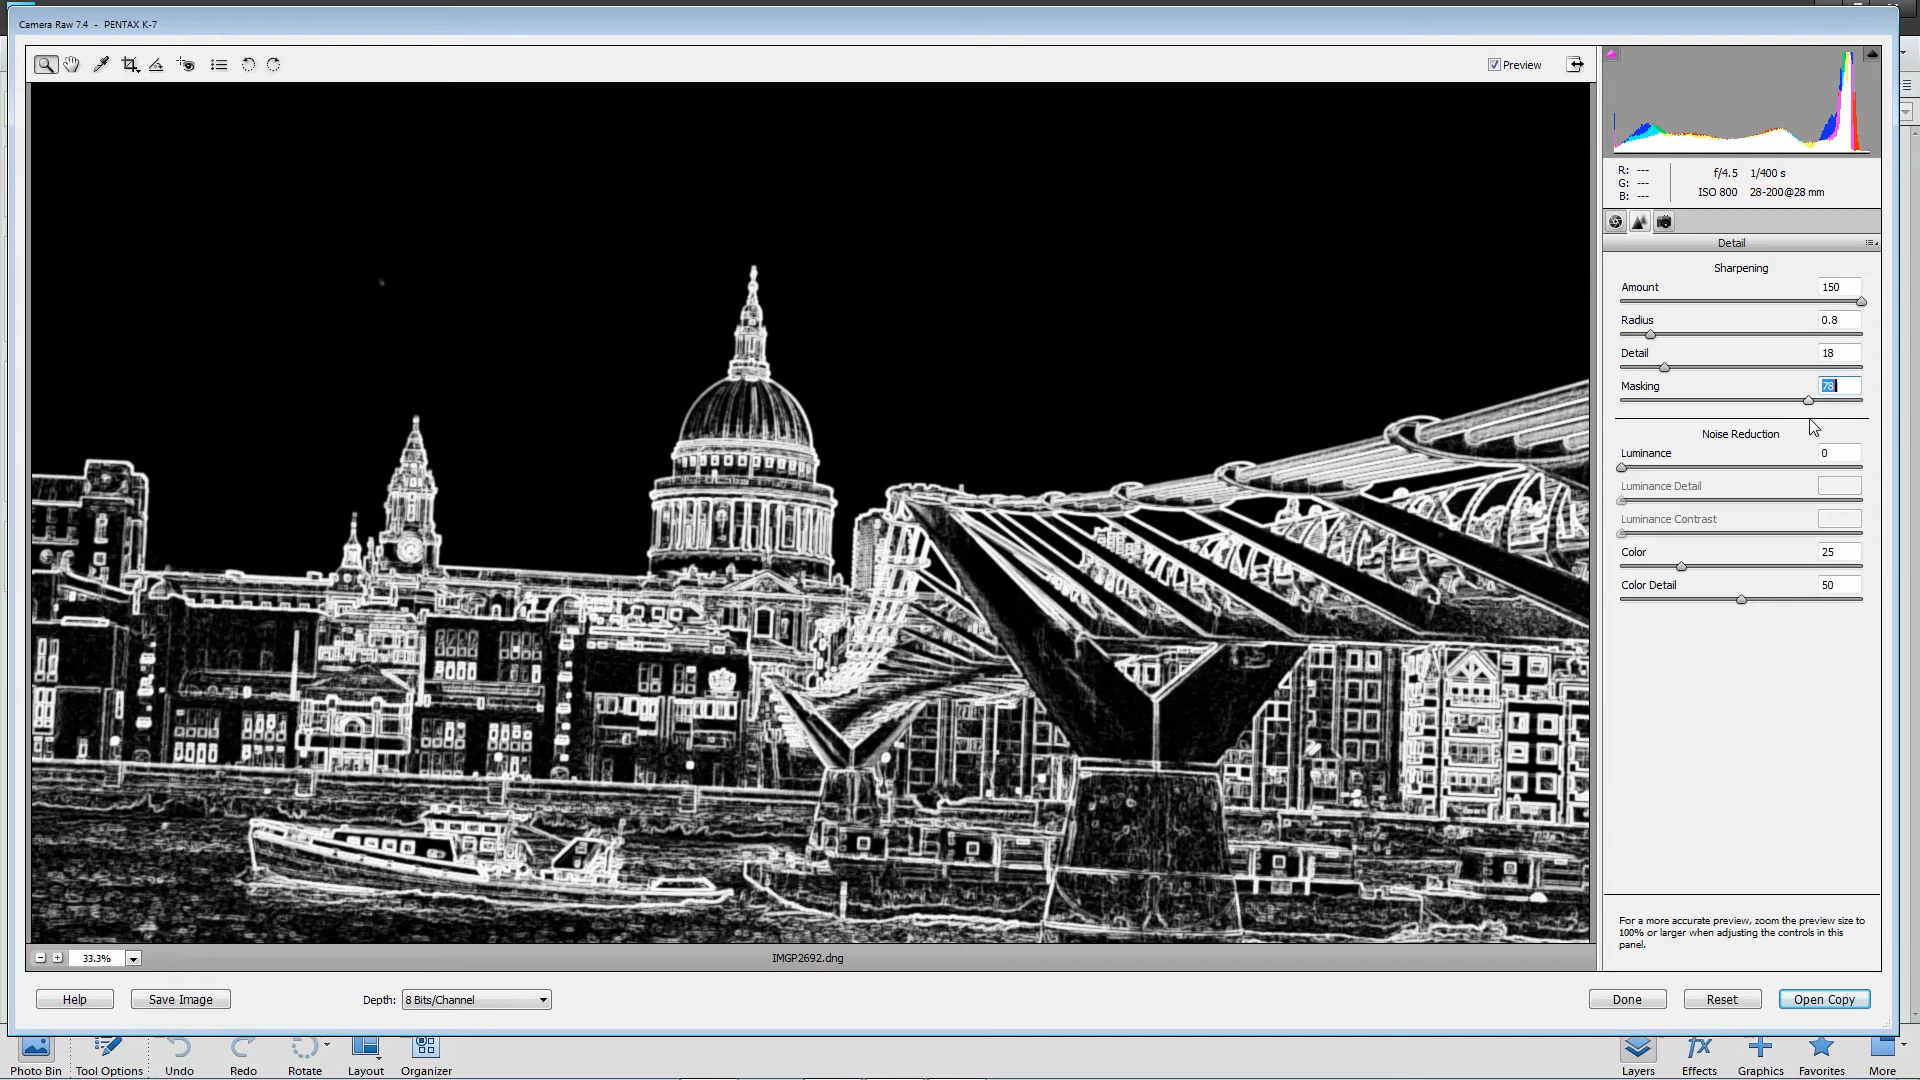 Camera Raw 7.4 - PENTAX K-7
Preview
R: ---
G: ---
B: ---
f/4.5 1/400 s
ISO 800 28-200@28 mm
Detail
Sharpening
Amount 150
Radius 0.8
Detail 18
Masking 78
Noise Reduction
Luminance 0
Luminance Detail
Luminance Contrast
Color 25
Color Detail 50
For a more accurate preview, zoom the preview size to
100% or larger when adjusting the controls in this
panel.
33.3%
IMGP2692.dng
Help
Save Image
Depth: 8 Bits/Channel
Done
Reset
Open Copy
Photo Bin
Tool Options
Undo
Redo
Rotate
Layout
Organizer
Layers
Effects
Graphics
Favorites
More